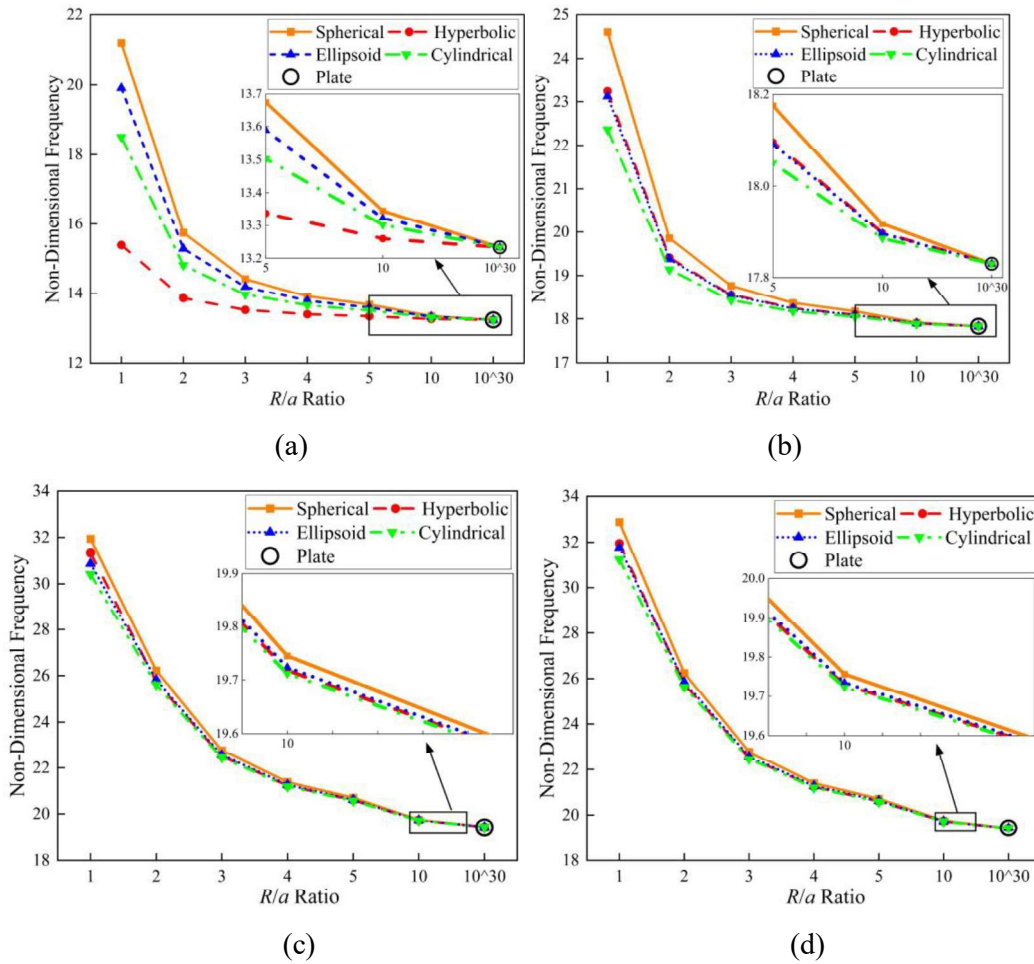 Non-Dimensional Frequency
22
20
18
16
14
12
Spherical Hyperbolic
Ellipsoid Cylindrical
Plate
13.7
13.6
13.5
13.4
13.3
13.2
5 10 10^30
1 2 3 4 5 10 10^30
R/a Ratio
(a)
Non-Dimensional Frequency
25
24
23
22
21
20
19
18
17
Spherical Hyperbolic
Ellipsoid Cylindrical
Plate
18.2
18.0
17.8
5 10 10^30
1 2 3 4 5 10 10^30
R/a Ratio
(b)
Non-Dimensional Frequency
34
32
30
28
26
24
22
20
18
Spherical Hyperbolic
Ellipsoid Cylindrical
Plate
19.9
19.8
19.7
19.6
10
1 2 3 4 5 10 10^30
R/a Ratio
(c)
Non-Dimensional Frequency
34
32
30
28
26
24
22
20
18
Spherical Hyperbolic
Ellipsoid Cylindrical
Plate
20.0
19.9
19.8
19.7
19.6
10
1 2 3 4 5 10 10^30
R/a Ratio
(d)